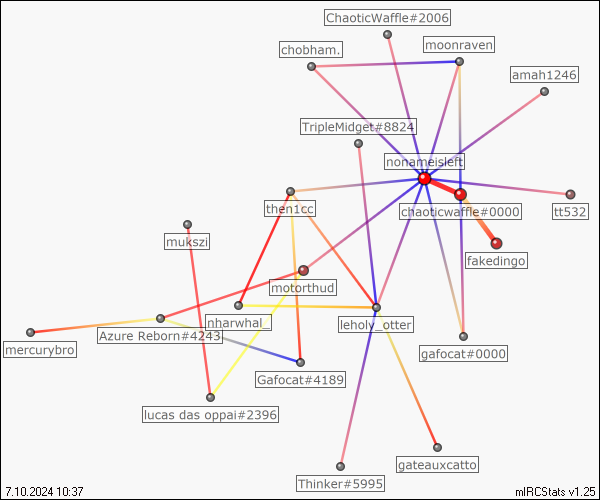 ChaoticWaffle#2006
chobham.
moonraven
amah1246
TripleMidget#8824
nonameisleft
then1cc
chaoticwaffle#0000
tt532
mukszi
fakedingo
motorthud
nharwhal_
leholy_otter
mercurybro
Azure Reborn#4243
gafocat#0000
Gafocat#4189
lucas das oppai#2396
gateauxcatto
Thinker#5995
7.10.2024 10:37
mIRCStats v1.25